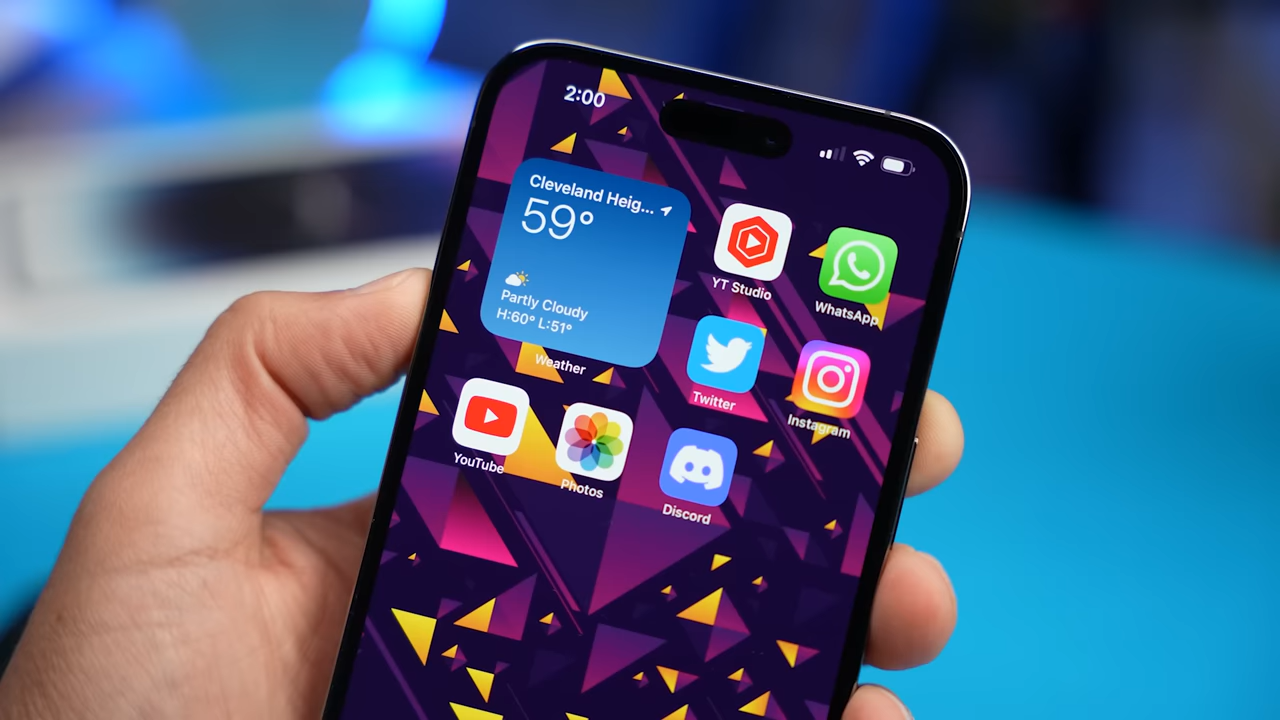 2:00
Cleveland Heig...
59°
Partly Cloudy
H:60° L:51°
Weather
YT Studio
WhatsApp
Twitter
Instagram
YouTube
Photos
Discord